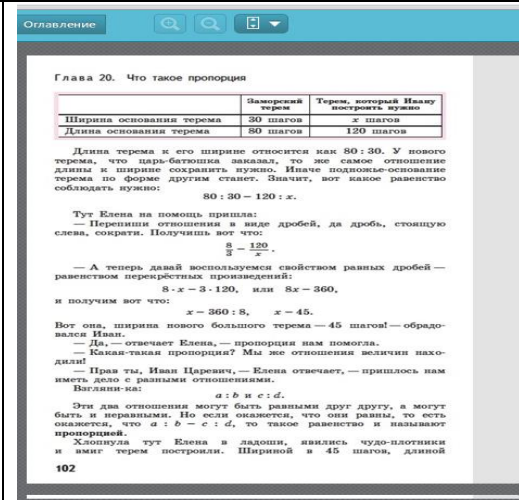 Оглавление
Глава 20. Что такое пропорция
Заморский терем
Терем, который Ивану построить нужно
Ширина основания терема 30 шагов x шагов
Длина основания терема 80 шагов 120 шагов
Длина терема к его ширине относится как 80 : 30. У нового
терема, что царь-батюшка заказал, то же самое отношение
длины к ширине сохранить нужно. Иначе подножье-основание
терема по форме другим станет. Значит, вот какое равенство
соблюдать нужно:
80 : 30 = 120 : x.
Тут Елена на помощь пришла:
— Перепиши отношения в виде дробей, да дробь, стоящую
слева, сократи. Получишь вот что:
8/3 = 120/x.
— А теперь давай воспользуемся свойством равных дробей —
равенством перекрёстных произведений:
8 · x = 3 · 120, или 8x = 360,
и получим вот что:
x = 360 : 8, x = 45.
Вот она, ширина нового большого терема — 45 шагов! — обрадо-
вался Иван.
— Да, — отвечает Елена, — пропорция нам помогла.
— Какая-такая пропорция? Мы же отношения величин нахо-
дили!
— Прав ты, Иван Царевич, — Елена отвечает, — пришлось нам
иметь дело с разными отношениями.
Взгляни-ка:
a : b и c : d.
Эти два отношения могут быть равными друг другу, а могут
быть и неравными. Но если окажется, что они равны, то есть
окажется, что a : b = c : d, то такое равенство и называют
пропорцией.
Хлопнула тут Елена в ладоши, явились чудо-плотники
и вмиг терем построили. Шириной в 45 шагов, длиной
102